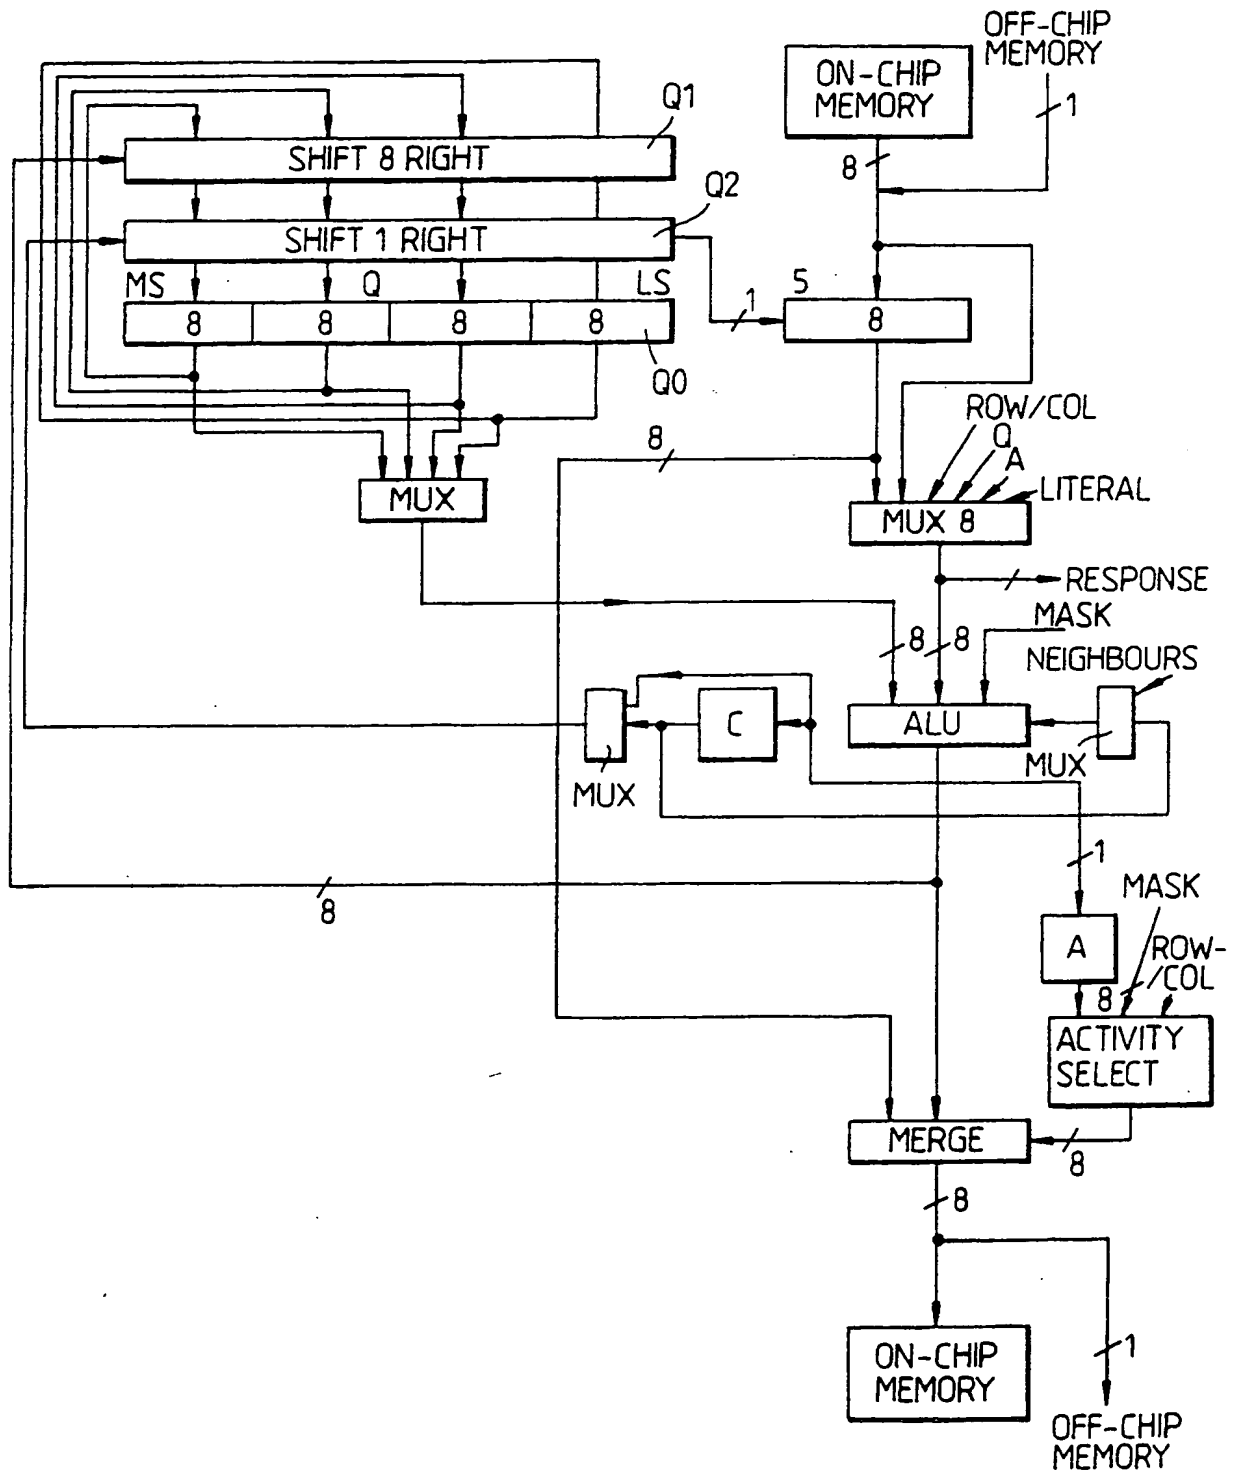 OFF-CHIP
MEMORY
ON-CHIP
MEMORY
1
8
Q1
SHIFT 8 RIGHT
Q2
SHIFT 1 RIGHT
MS
Q
LS
8
8
8
8
Q0
1
S
8
ROW/COL
Q
A
LITERAL
8
MUX
MUX 8
RESPONSE
MASK
8
8
NEIGHBOURS
C
ALU
MUX
MUX
1
8
MASK
A
ROW-
/COL
8
ACTIVITY
SELECT
MERGE
8
8
ON-CHIP
MEMORY
1
OFF-CHIP
MEMORY